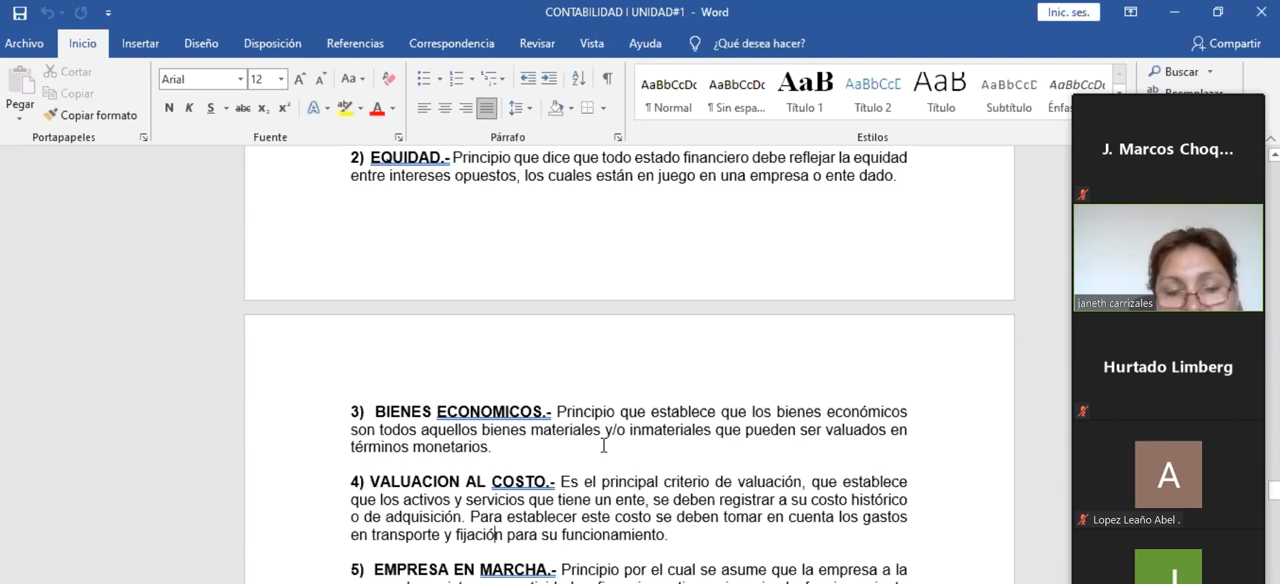 CONTABILIDAD I UNIDAD#1 - Word
Inic. ses.
Archivo Inicio Insertar Diseño Disposición Referencias Correspondencia Revisar Vista Ayuda ¿Qué desea hacer? Compartir
Pegar
Cortar
Copiar
Copiar formato
Portapapeles
Arial 12
N K S abc x₂ x²
Aa
Fuente
Párrafo
AaBbCcDc AaBbCcDc AaB AaBbCcD AaB AaBbCcD AaBbCcDc
¶ Normal ¶ Sin espa... Título 1 Título 2 Título Subtítulo
Estilos
Buscar
2) EQUIDAD.- Principio que dice que todo estado financiero debe reflejar la equidad
entre intereses opuestos, los cuales están en juego en una empresa o ente dado.
3) BIENES ECONOMICOS.- Principio que establece que los bienes económicos
son todos aquellos bienes materiales y/o inmateriales que pueden ser valuados en
términos monetarios.
4) VALUACION AL COSTO.- Es el principal criterio de valuación, que establece
que los activos y servicios que tiene un ente, se deben registrar a su costo histórico
o de adquisición. Para establecer este costo se deben tomar en cuenta los gastos
en transporte y fijación para su funcionamiento.
5) EMPRESA EN MARCHA.- Principio por el cual se asume que la empresa a la
J. Marcos Choq...
janeth carrizales
Hurtado Limberg
A
Lopez Leaño Abel .